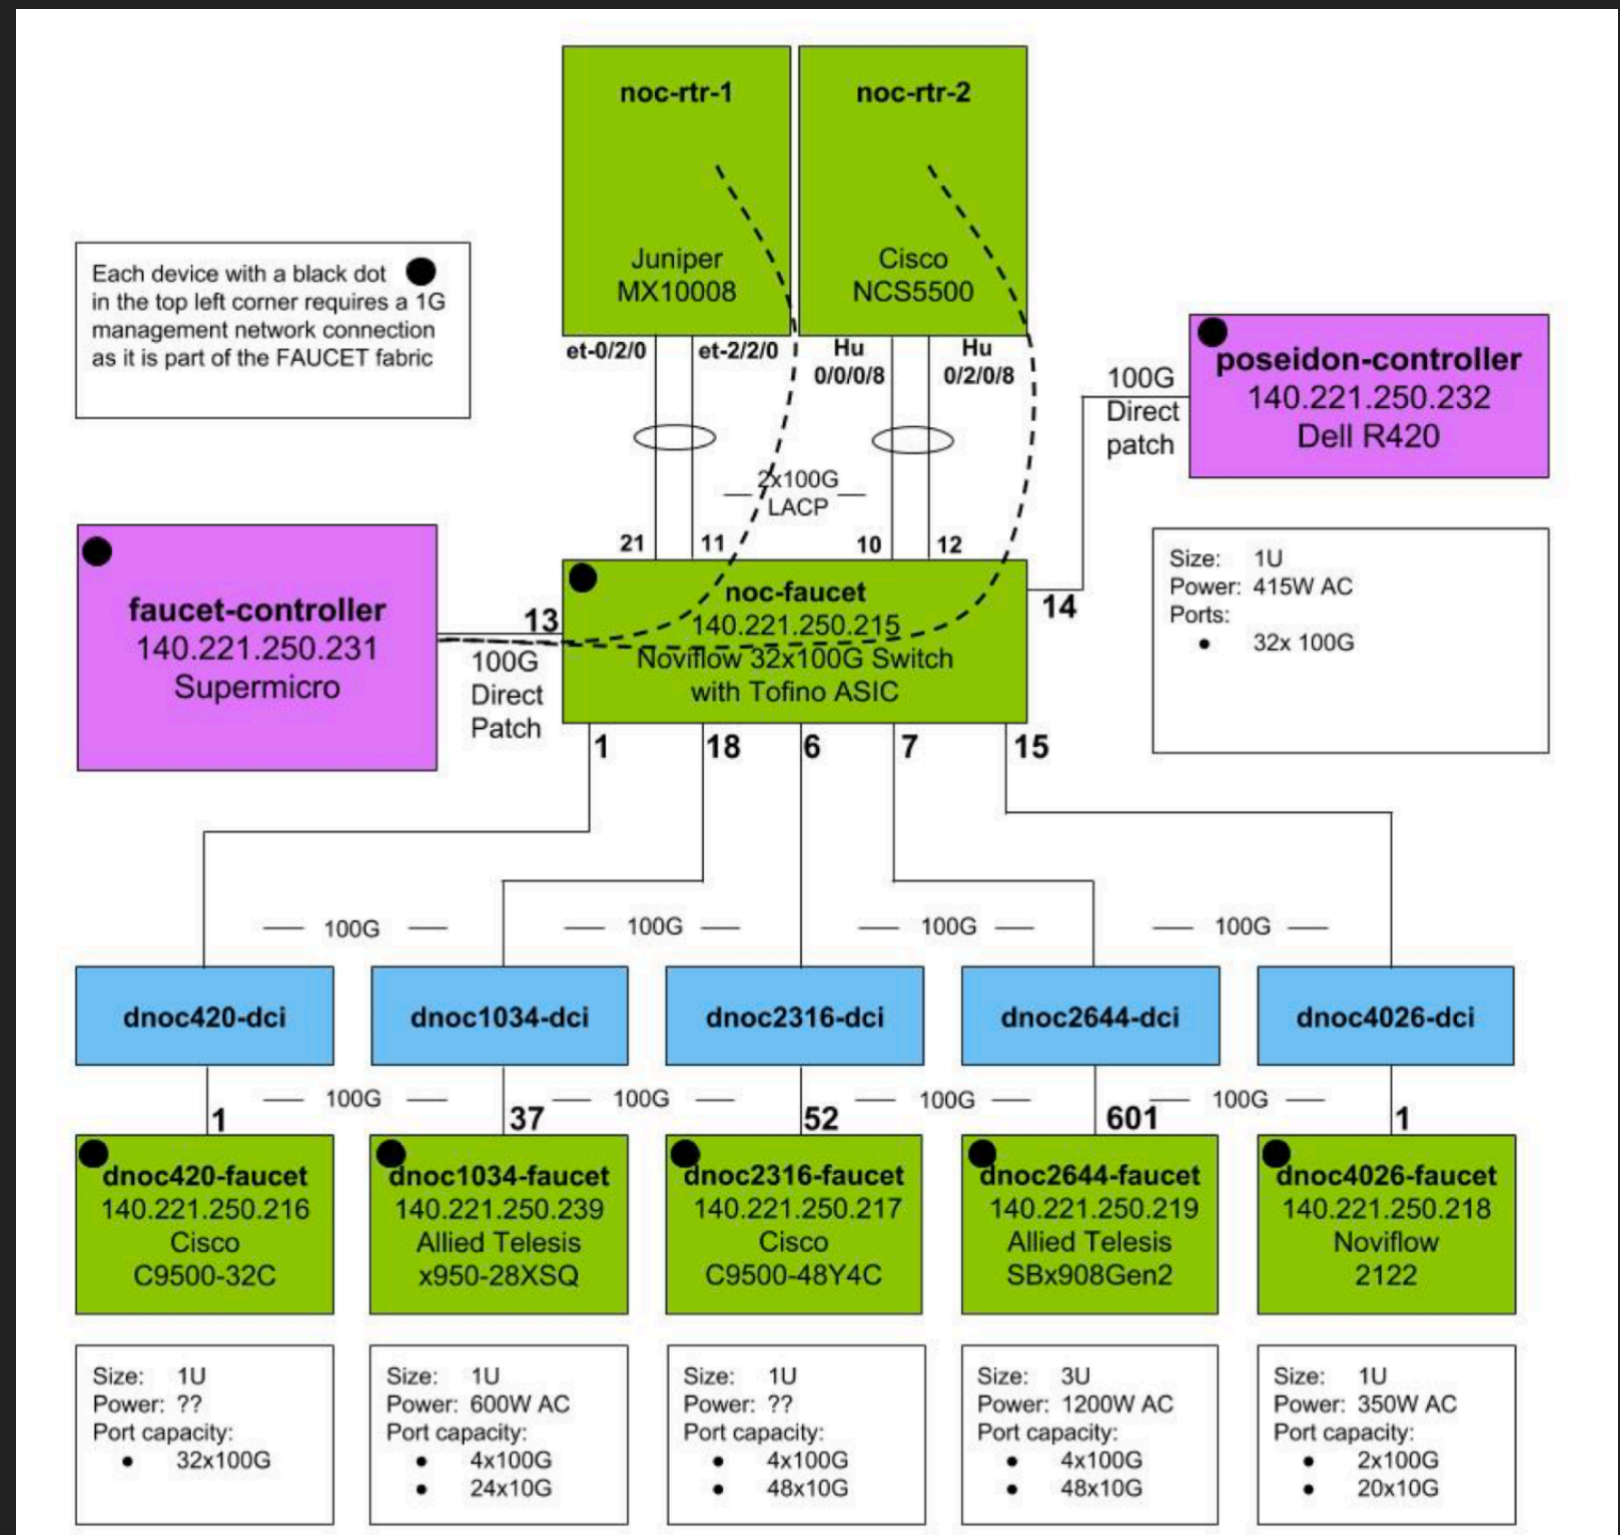 noc-rtr-1
Juniper
MX10008
noc-rtr-2
Cisco
NCS5500
Each device with a black dot
in the top left corner requires a 1G
management network connection
as it is part of the FAUCET fabric
et-0/2/0
et-2/2/0
Hu
0/0/0/8
Hu
0/2/0/8
poseidon-controller
140.221.250.232
Dell R420
100G
Direct
patch
2x100G
LACP
21
11
10
12
faucet-controller
140.221.250.231
Supermicro
13
100G
Direct
Patch
noc-faucet
140.221.250.215
Noviflow 32x100G Switch
with Tofino ASIC
14
Size: 1U
Power: 415W AC
Ports:
● 32x 100G
1
18
6
7
15
100G
100G
100G
100G
dnoc420-dci
dnoc1034-dci
dnoc2316-dci
dnoc2644-dci
dnoc4026-dci
100G
100G
100G
100G
1
37
52
601
1
dnoc420-faucet
140.221.250.216
Cisco
C9500-32C
dnoc1034-faucet
140.221.250.239
Allied Telesis
x950-28XSQ
dnoc2316-faucet
140.221.250.217
Cisco
C9500-48Y4C
dnoc2644-faucet
140.221.250.219
Allied Telesis
SBx908Gen2
dnoc4026-faucet
140.221.250.218
Noviflow
2122
Size: 1U
Power: ??
Port capacity:
● 32x100G
Size: 1U
Power: 600W AC
Port capacity:
● 4x100G
● 24x10G
Size: 1U
Power: ??
Port capacity:
● 4x100G
● 48x10G
Size: 3U
Power: 1200W AC
Port capacity:
● 4x100G
● 48x10G
Size: 1U
Power: 350W AC
Port capacity:
● 2x100G
● 20x10G